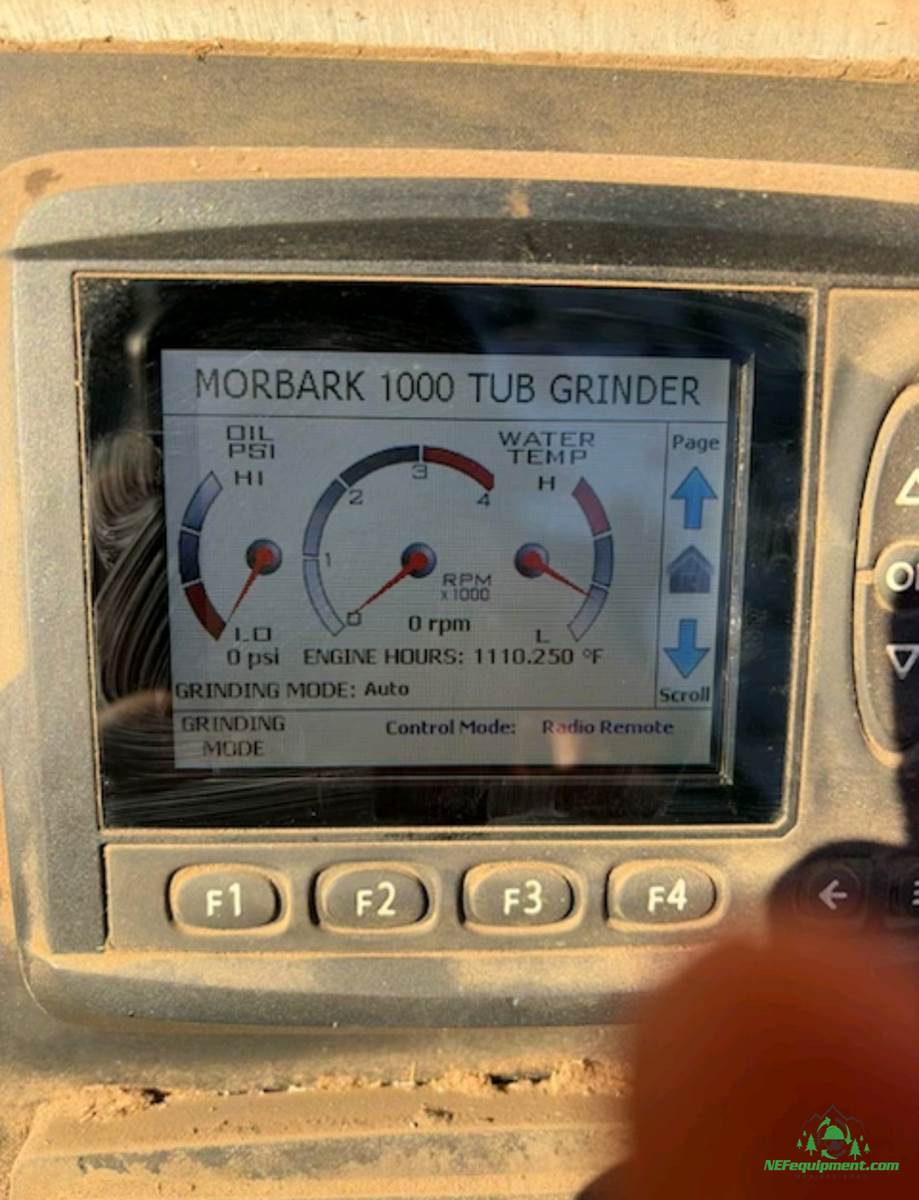 MORBARK 1000 TUB GRINDER
OIL
PSI
HI
LO
0 psi
0
1
2
3
4
RPM
x1000
0 rpm
WATER
TEMP
H
L
ENGINE HOURS: 1110.250 °F
GRINDING MODE: Auto
GRINDING
MODE
Control Mode: Radio Remote
Page
Scroll
F1 F2 F3 F4
NEFequipment.com